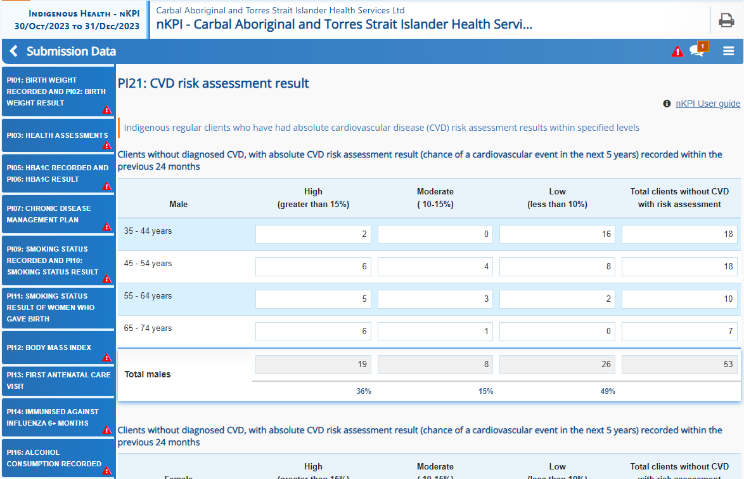 Indigenous Health - nKPI
30/Oct/2023 to 31/Dec/2023
Carbal Aboriginal and Torres Strait Islander Health Services Ltd
nKPI - Carbal Aboriginal and Torres Strait Islander Health Servi...
Submission Data
1
PI01: BIRTH WEIGHT
RECORDED AND PI02: BIRTH
WEIGHT RESULT
PI03: HEALTH ASSESSMENTS
PI05: HBA1C RECORDED AND
PI06: HBA1C RESULT
PI07: CHRONIC DISEASE
MANAGEMENT PLAN
PI09: SMOKING STATUS
RECORDED AND PI10:
SMOKING STATUS RESULT
PI11: SMOKING STATUS
RESULT OF WOMEN WHO
GAVE BIRTH
PI12: BODY MASS INDEX
PI13: FIRST ANTENATAL CARE
VISIT
PI14: IMMUNISED AGAINST
INFLUENZA 6+ MONTHS
PI16: ALCOHOL
CONSUMPTION RECORDED
PI21: CVD risk assessment result
nKPI User guide
Indigenous regular clients who have had absolute cardiovascular disease (CVD) risk assessment results within specified levels
Clients without diagnosed CVD, with absolute CVD risk assessment result (chance of a cardiovascular event in the next 5 years) recorded within the
previous 24 months
Male High (greater than 15%) Moderate ( 10-15%) Low (less than 10%) Total clients without CVD with risk assessment
35 - 44 years 2 0 16 18
45 - 54 years 6 4 8 18
55 - 64 years 5 3 2 10
65 - 74 years 6 1 0 7
Total males 19 8 26 53
36% 15% 49%
Clients without diagnosed CVD, with absolute CVD risk assessment result (chance of a cardiovascular event in the next 5 years) recorded within the
previous 24 months
Female High (greater than 15%) Moderate ( 10-15%) Low (less than 10%) Total clients without CVD with risk assessment